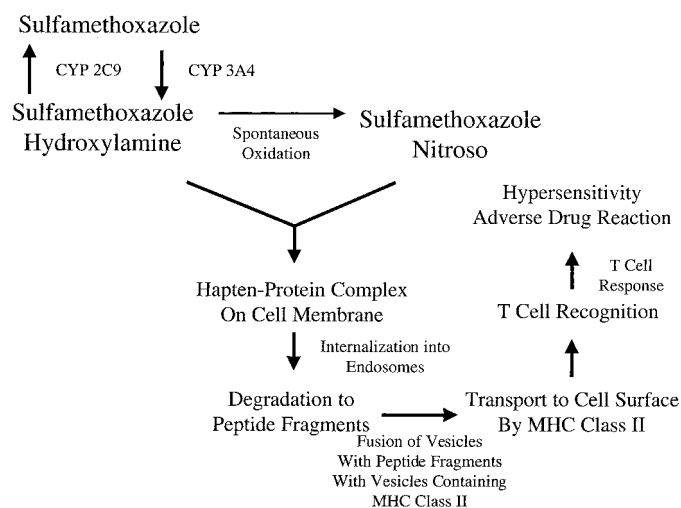 Sulfamethoxazole
CYP 2C9
CYP 3A4
Sulfamethoxazole
Hydroxylamine
Spontaneous
Oxidation
Sulfamethoxazole
Nitroso
Hapten-Protein Complex
On Cell Membrane
Internalization into
Endosomes
Degradation to
Peptide Fragments
Fusion of Vesicles
With Peptide Fragments
With Vesicles Containing
MHC Class II
Transport to Cell Surface
By MHC Class II
T Cell Recognition
T Cell
Response
Hypersensitivity
Adverse Drug Reaction